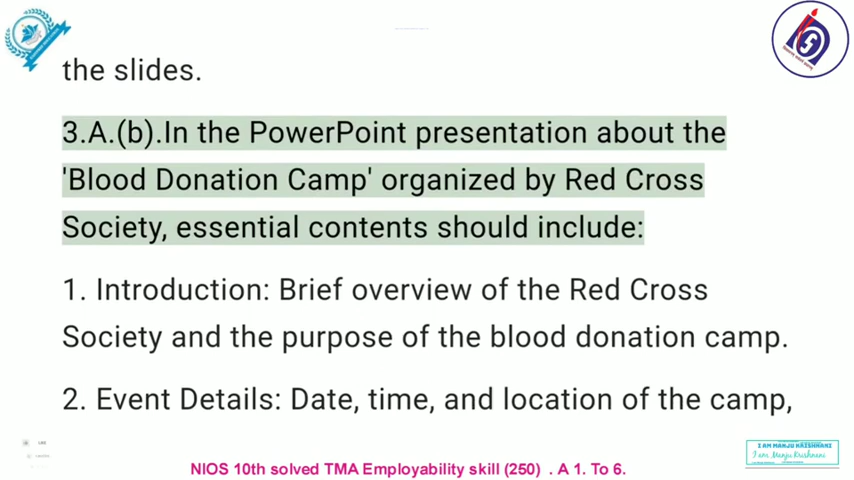 the slides.
3.A.(b).In the PowerPoint presentation about the
'Blood Donation Camp' organized by Red Cross
Society, essential contents should include:
1. Introduction: Brief overview of the Red Cross
Society and the purpose of the blood donation camp.
2. Event Details: Date, time, and location of the camp,
I AM MANJU KRISHNANI
I am Manju Krishnani
NIOS 10th solved TMA Employability skill (250) . A 1. To 6.